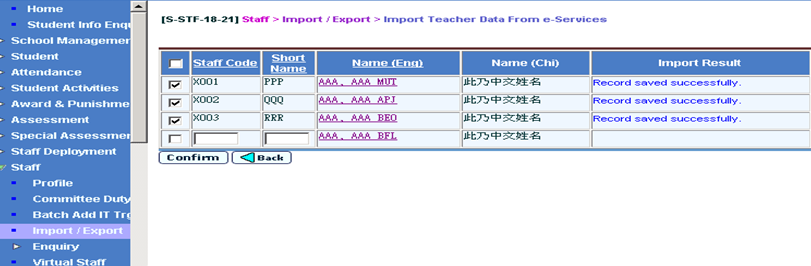 Home
Student Info Enqu
School Managemer
Student
Attendance
Student Activities
Award & Punishme
Assessment
Special Assessmer
Staff Deployment
Staff
Profile
Committee Duty
Batch Add IT Trg
Import / Export
Enquiry
Virtual Staff
[S-STF-18-21] Staff > Import / Export > Import Teacher Data From e-Services
Staff Code Short Name Name (Eng) Name (Chi) Import Result
X001 PPP AAA, AAA MUT 此乃中文姓名 Record saved successfully.
X002 QQQ AAA, AAA API 此乃中文姓名 Record saved successfully.
X003 RRR AAA, AAA BEO 此乃中文姓名 Record saved successfully.
AAA, AAA BFL 此乃中文姓名
Confirm Back